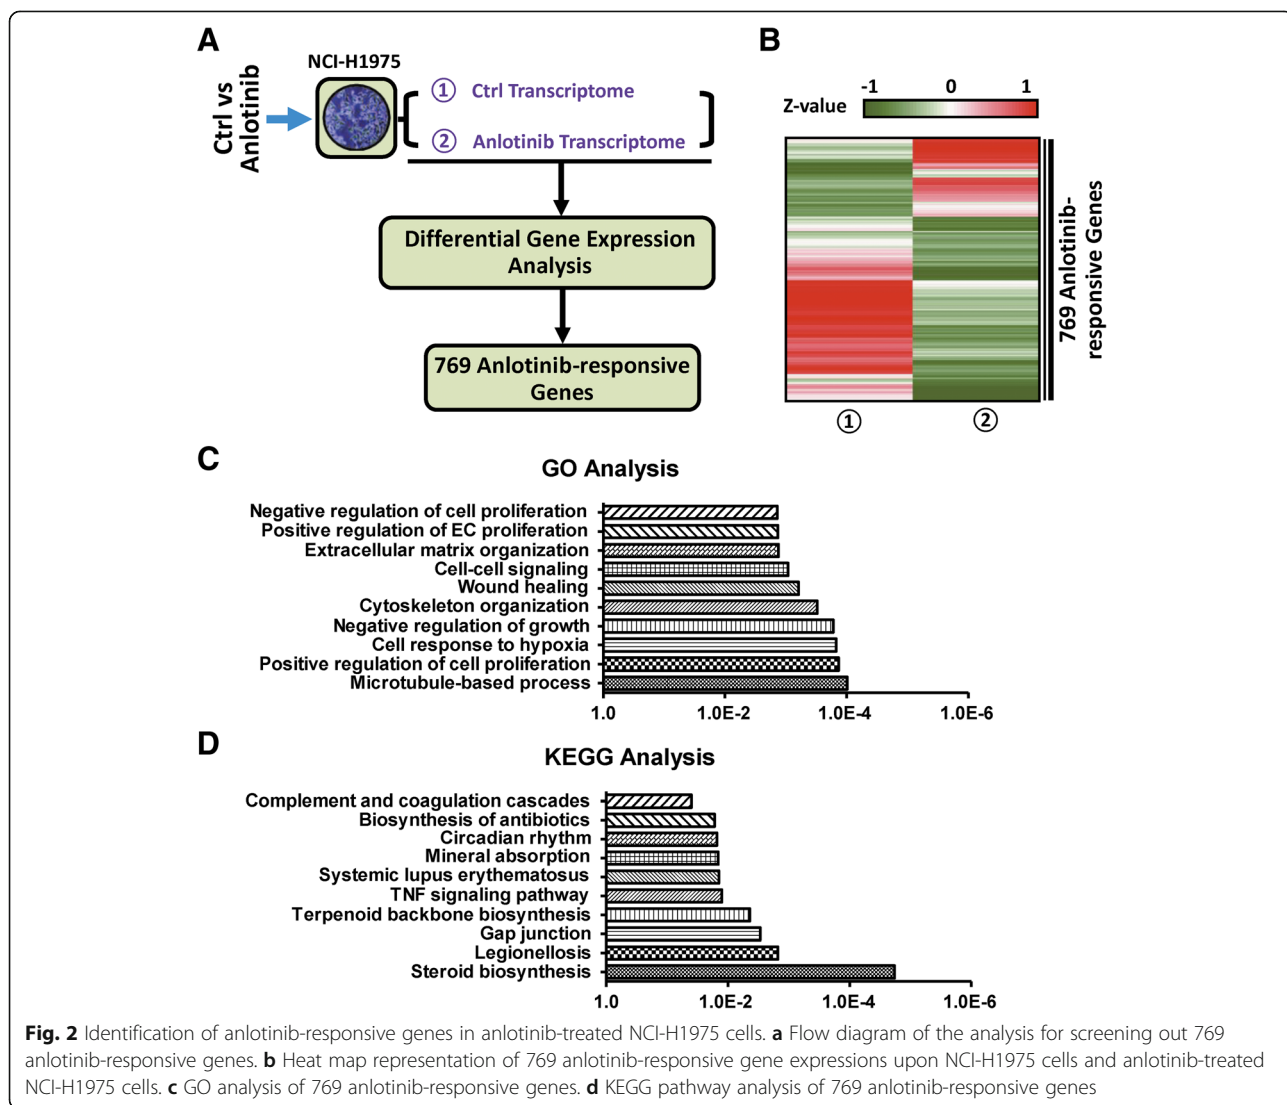 A
Ctrl vs
Anlotinib
NCI-H1975
① Ctrl Transcriptome
② Anlotinib Transcriptome
Differential Gene Expression
Analysis
769 Anlotinib-responsive
Genes
B
-1 0 1
Z-value
769 Anlotinib-
responsive Genes
① ②
C
GO Analysis
Negative regulation of cell proliferation
Positive regulation of EC proliferation
Extracellular matrix organization
Cell-cell signaling
Wound healing
Cytoskeleton organization
Negative regulation of growth
Cell response to hypoxia
Positive regulation of cell proliferation
Microtubule-based process
1.0 1.0E-2 1.0E-4 1.0E-6
D
KEGG Analysis
Complement and coagulation cascades
Biosynthesis of antibiotics
Circadian rhythm
Mineral absorption
Systemic lupus erythematosus
TNF signaling pathway
Terpenoid backbone biosynthesis
Gap junction
Legionellosis
Steroid biosynthesis
1.0 1.0E-2 1.0E-4 1.0E-6
Fig. 2 Identification of anlotinib-responsive genes in anlotinib-treated NCI-H1975 cells. a Flow diagram of the analysis for screening out 769
anlotinib-responsive genes. b Heat map representation of 769 anlotinib-responsive gene expressions upon NCI-H1975 cells and anlotinib-treated
NCI-H1975 cells. c GO analysis of 769 anlotinib-responsive genes. d KEGG pathway analysis of 769 anlotinib-responsive genes